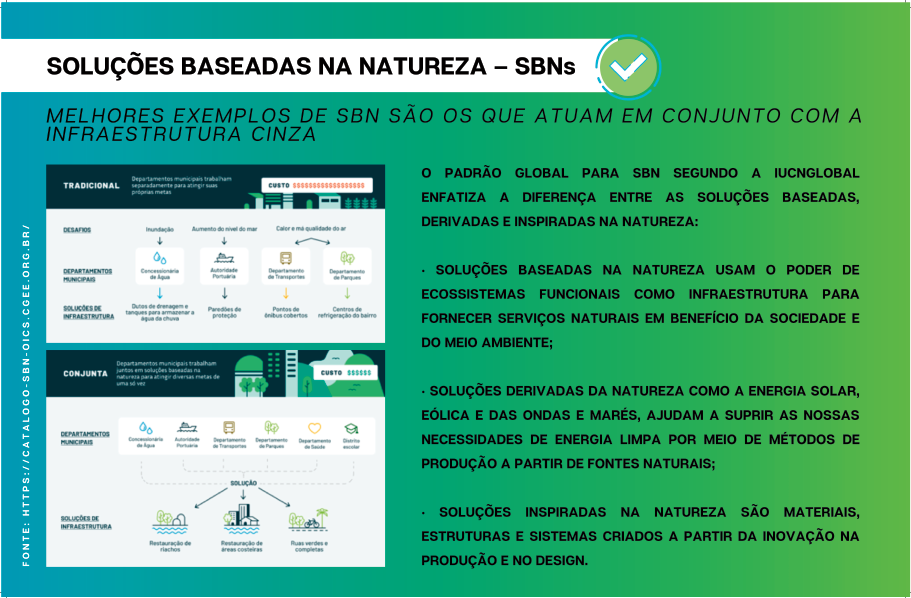 SOLUÇÕES BASEADAS NA NATUREZA – SBNs
MELHORES EXEMPLOS DE SBN SÃO OS QUE ATUAM EM CONJUNTO COM A
INFRAESTRUTURA CINZA
TRADICIONAL
Departamentos municipais trabalham
separadamente para atingir suas
próprias metas
CUSTO $$$$$$$$$$$$$$$$$$
DESAFIOS
Inundação
Aumento do nível do mar
Calor e má qualidade do ar
DEPARTAMENTOS
MUNICIPAIS
Concessionária
de Água
Autoridade
Portuária
Departamento
de Transportes
Departamento
de Parques
SOLUÇÕES DE
INFRAESTRUTURA
Dutos de drenagem e
tanques para armazenar a
água da chuva
Paredões de
proteção
Pontos de
ônibus cobertos
Centros de
refrigeração do bairro
CONJUNTA
Departamentos municipais trabalham
juntos em soluções baseadas na
natureza para atingir diversas metas de
uma só vez
CUSTO $$$$$$
DEPARTAMENTOS
MUNICIPAIS
Concessionária
de Água
Autoridade
Portuária
Departamento
de Transportes
Departamento
de Parques
Departamento
de Saúde
Distrito
escolar
SOLUÇÃO
SOLUÇÕES DE
INFRAESTRUTURA
Restauração de
riachos
Restauração de
áreas costeiras
Ruas verdes e
completas
FONTE: HTTPS://CATALOGO-SBN-OICS.CGEE.ORG.BR/
O PADRÃO GLOBAL PARA SBN SEGUNDO A IUCNGLOBAL
ENFATIZA A DIFERENÇA ENTRE AS SOLUÇÕES BASEADAS,
DERIVADAS E INSPIRADAS NA NATUREZA:
· SOLUÇÕES BASEADAS NA NATUREZA USAM O PODER DE
ECOSSISTEMAS FUNCIONAIS COMO INFRAESTRUTURA PARA
FORNECER SERVIÇOS NATURAIS EM BENEFÍCIO DA SOCIEDADE E
DO MEIO AMBIENTE;
· SOLUÇÕES DERIVADAS DA NATUREZA COMO A ENERGIA SOLAR,
EÓLICA E DAS ONDAS E MARÉS, AJUDAM A SUPRIR AS NOSSAS
NECESSIDADES DE ENERGIA LIMPA POR MEIO DE MÉTODOS DE
PRODUÇÃO A PARTIR DE FONTES NATURAIS;
· SOLUÇÕES INSPIRADAS NA NATUREZA SÃO MATERIAIS,
ESTRUTURAS E SISTEMAS CRIADOS A PARTIR DA INOVAÇÃO NA
PRODUÇÃO E NO DESIGN.